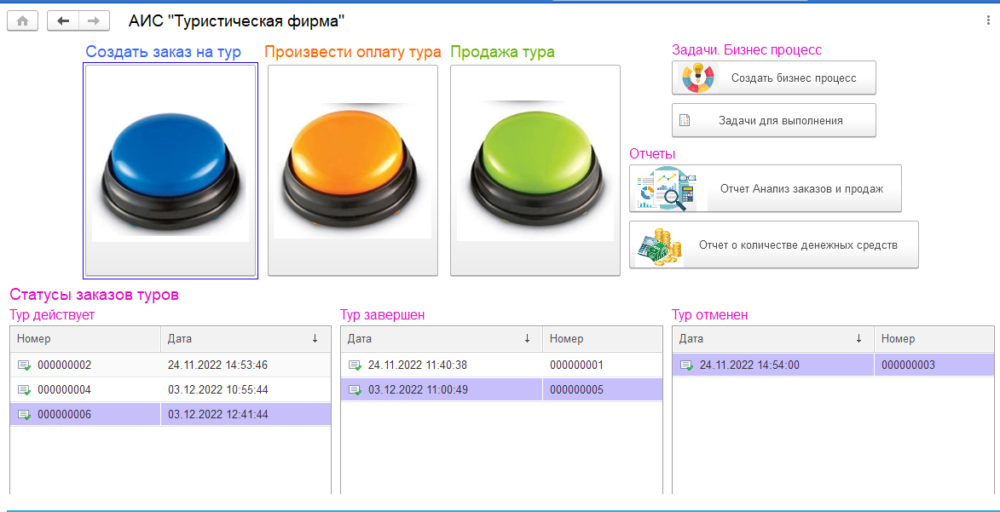 АИС "Туристическая фирма"
Создать заказ на тур
Произвести оплату тура
Продажа тура
Задачи. Бизнес процесс
Создать бизнес процесс
Задачи для выполнения
Отчеты
Отчет Анализ заказов и продаж
Отчет о количестве денежных средств
Статусы заказов туров
Тур действует
Номер Дата ↓
000000002 24.11.2022 14:53:46
000000004 03.12.2022 10:55:44
000000006 03.12.2022 12:41:44
Тур завершен
Дата ↓ Номер
24.11.2022 11:40:38 000000001
03.12.2022 11:00:49 000000005
Тур отменен
Дата ↓ Номер
24.11.2022 14:54:00 000000003